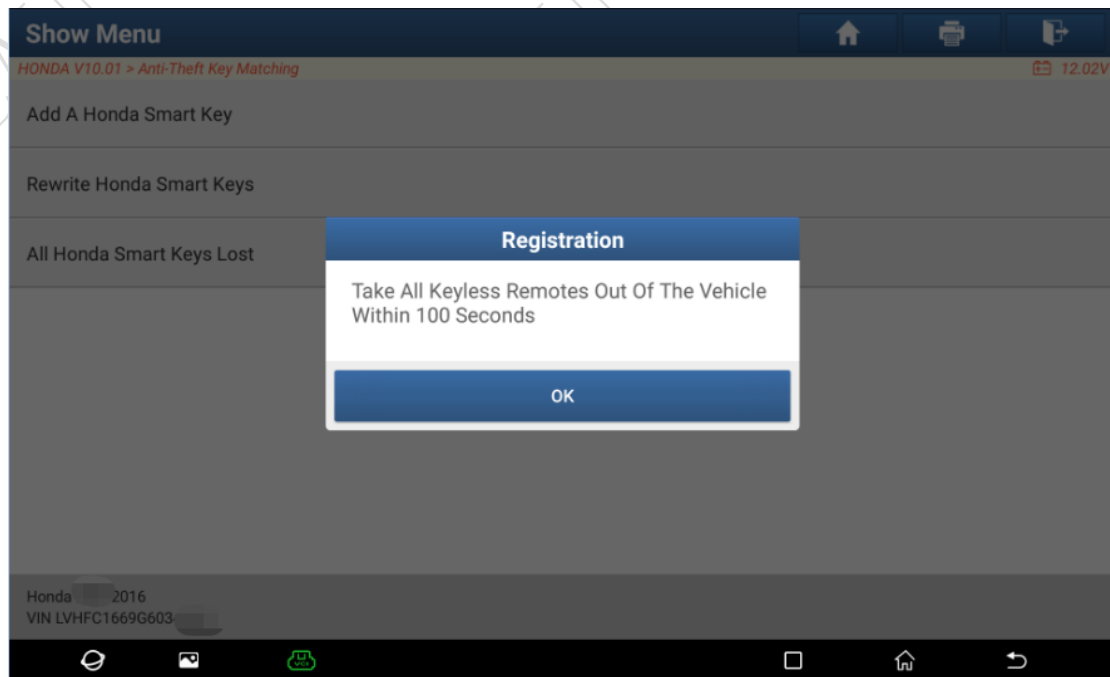 Show Menu
HONDA V10.01 > Anti-Theft Key Matching
12.02V
Add A Honda Smart Key
Rewrite Honda Smart Keys
All Honda Smart Keys Lost
Registration
Take All Keyless Remotes Out Of The Vehicle
Within 100 Seconds
OK
Honda 2016
VIN LVHFC1669G603
VCI